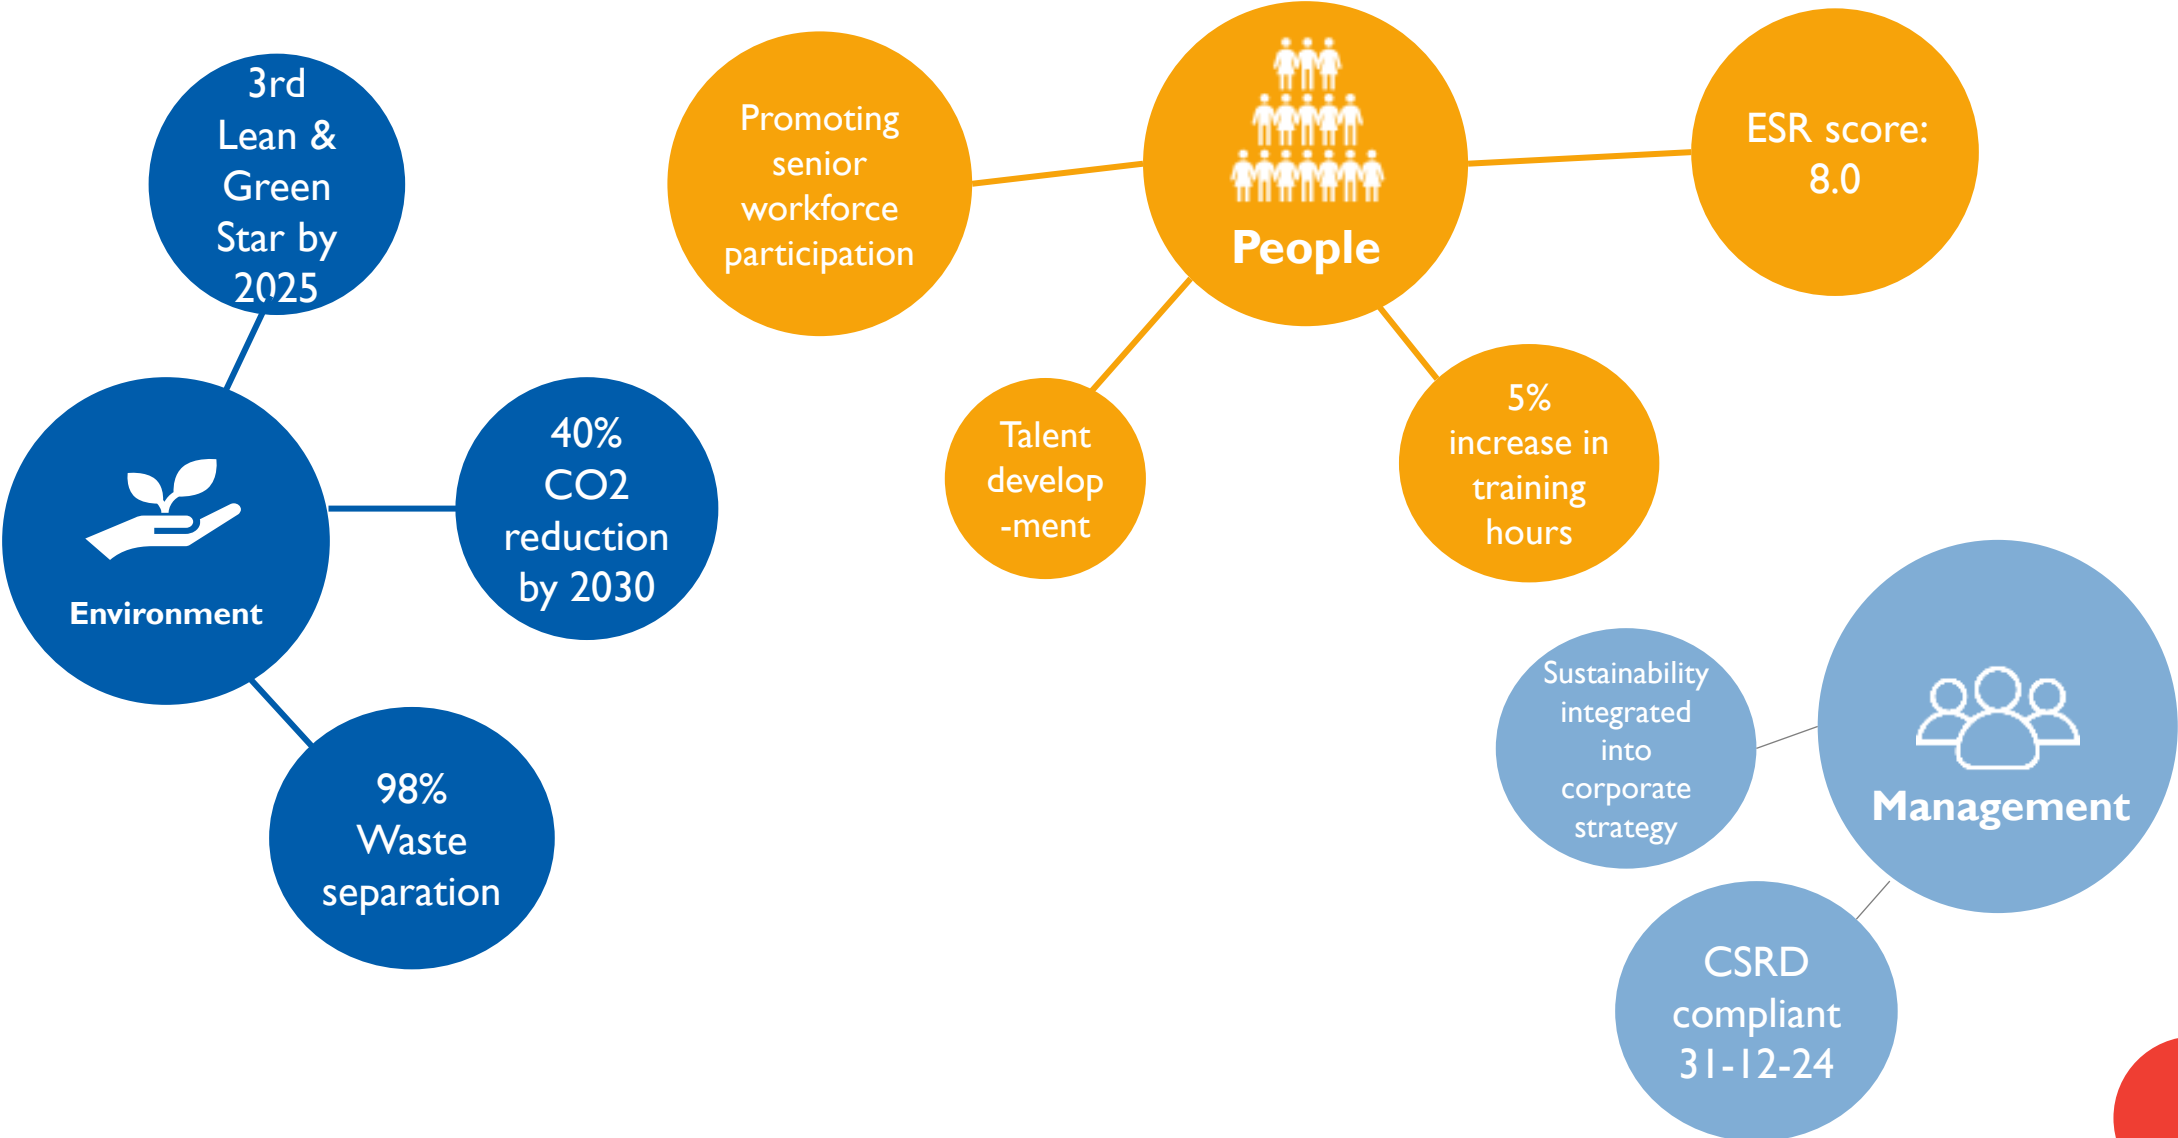 3rd
Lean &
Green
Star by
2025
Environment
40%
CO2
reduction
by 2030
98%
Waste
separation
Promoting
senior
workforce
participation
People
ESR score:
8.0
Talent
develop
-ment
5%
increase in
training
hours
Sustainability
integrated
into
corporate
strategy
Management
CSRD
compliant
31-12-24